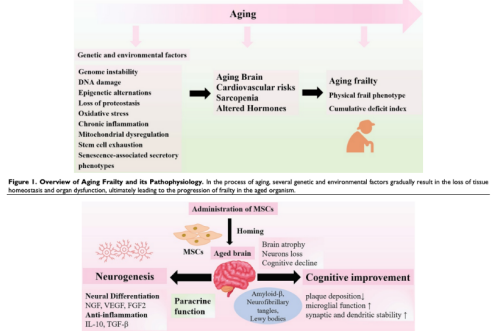 Aging
Genetic and environmental factors
Genome instability
DNA damage
Epigenetic alternations
Loss of proteostasis
Oxidative stress
Chronic inflammation
Mitochondrial dysregulation
Stem cell exhaustion
Senescence-associated secretory
phenotypes
Aging Brain
Cardiovascular risks
Sarcopenia
Altered Hormones
Aging frailty
Physical frail phenotype
Cumulative deficit index
Figure 1. Overview of Aging Frailty and its Pathophysiology. In the process of aging, several genetic and environmental factors gradually result in the loss of tissue
homeostasis and organ dysfunction, ultimately leading to the progression of frailty in the aged organism.
Administration of MSCs
Homing
MSCs
Aged brain
Brain atrophy
Neurons loss
Cognitive decline
Neurogenesis
Cognitive improvement
Neural Differentiation
NGF, VEGF, FGF2
Anti-inflammation
IL-10, TGF-β
Paracrine
function
Amyloid-β,
Neurofibrillary
tangles,
Lewy bodies
plaque deposition↓
microglial function ↑
synaptic and dendritic stability ↑